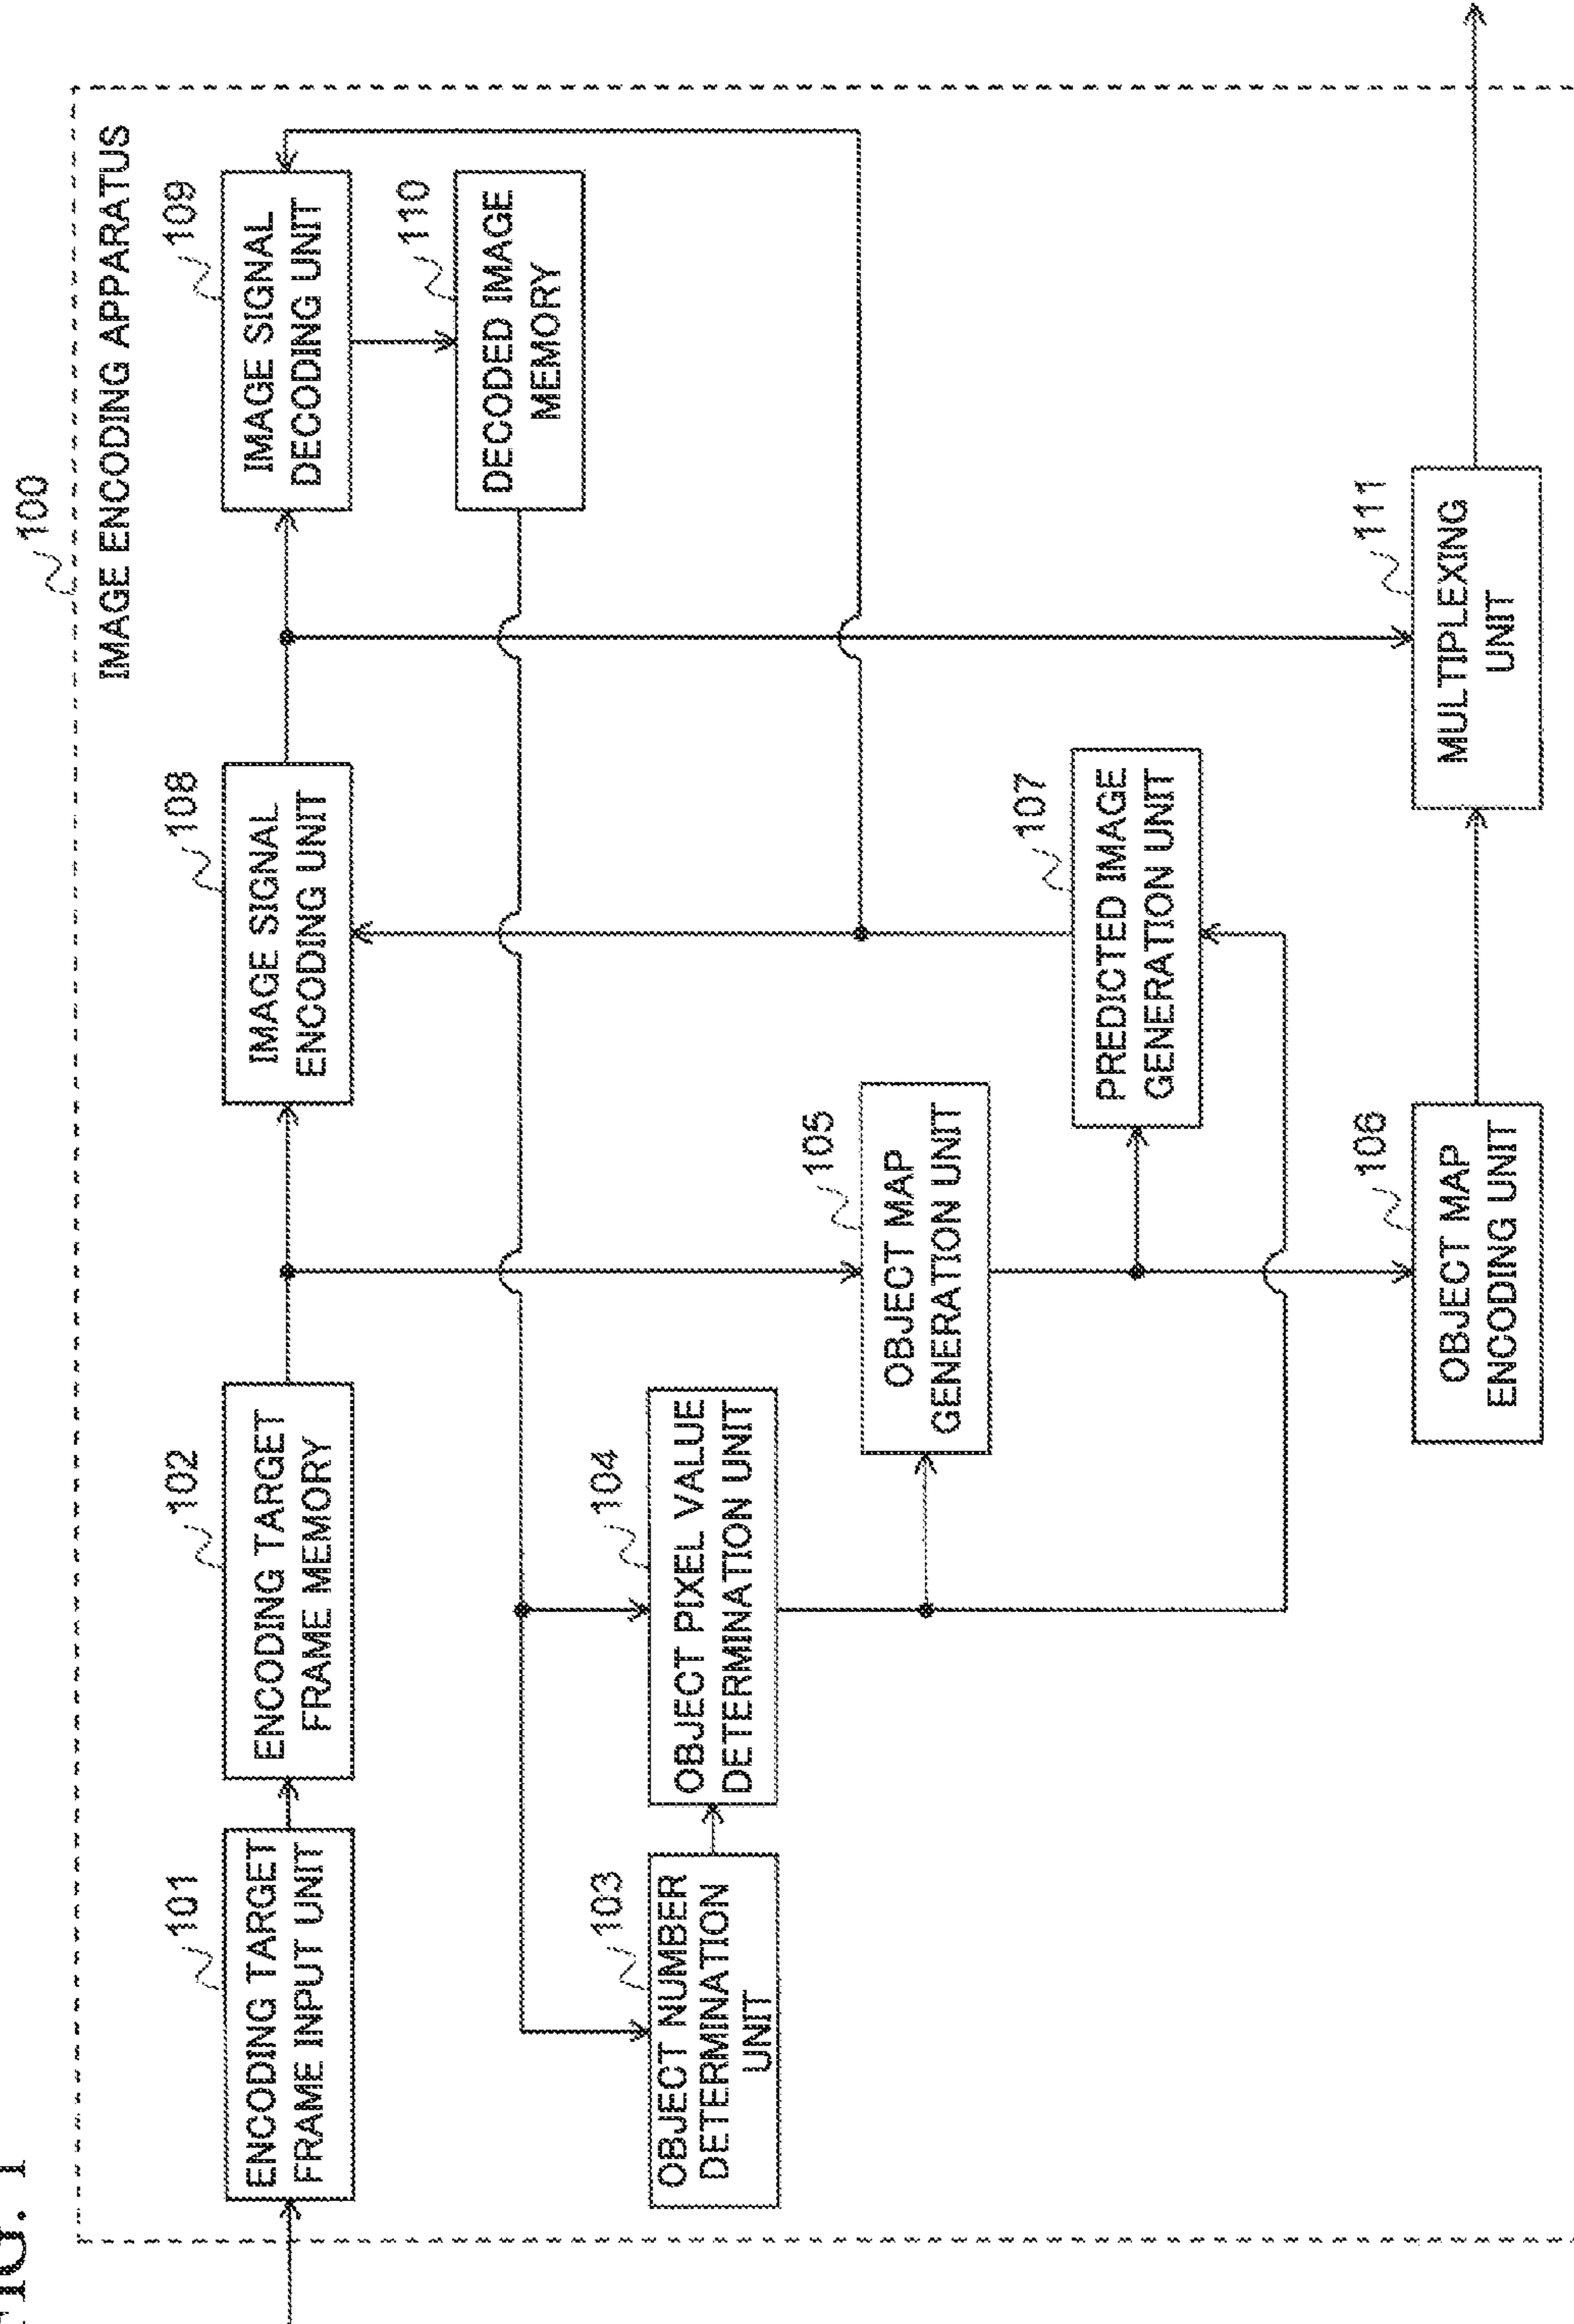 FIG. 1
100
IMAGE ENCODING APPARATUS
101
ENCODING TARGET
FRAME INPUT UNIT
102
ENCODING TARGET
FRAME MEMORY
108
IMAGE SIGNAL
ENCODING UNIT
109
IMAGE SIGNAL
DECODING UNIT
110
DECODED IMAGE
MEMORY
103
OBJECT NUMBER
DETERMINATION
UNIT
104
OBJECT PIXEL VALUE
DETERMINATION UNIT
105
OBJECT MAP
GENERATION UNIT
107
PREDICTED IMAGE
GENERATION UNIT
106
OBJECT MAP
ENCODING UNIT
111
MULTIPLEXING
UNIT